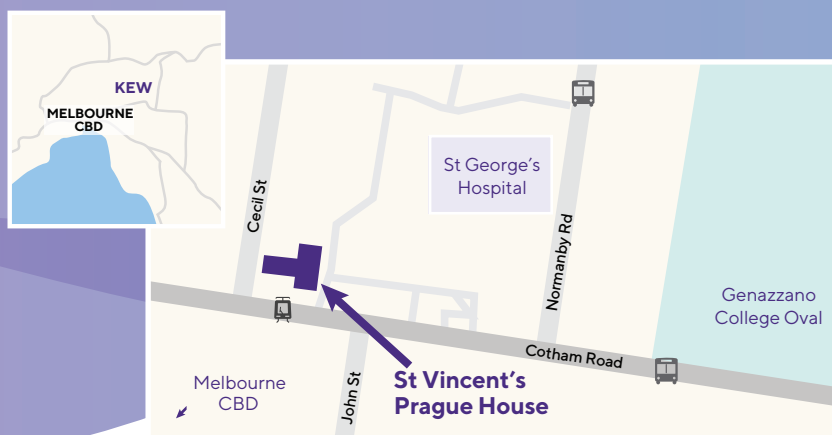 KEW
MELBOURNE
CBD
Cecil St
St George's
Hospital
Normanby Rd
Genazzano
College Oval
Cotham Road
St Vincent's
Prague House
John St
Melbourne
CBD